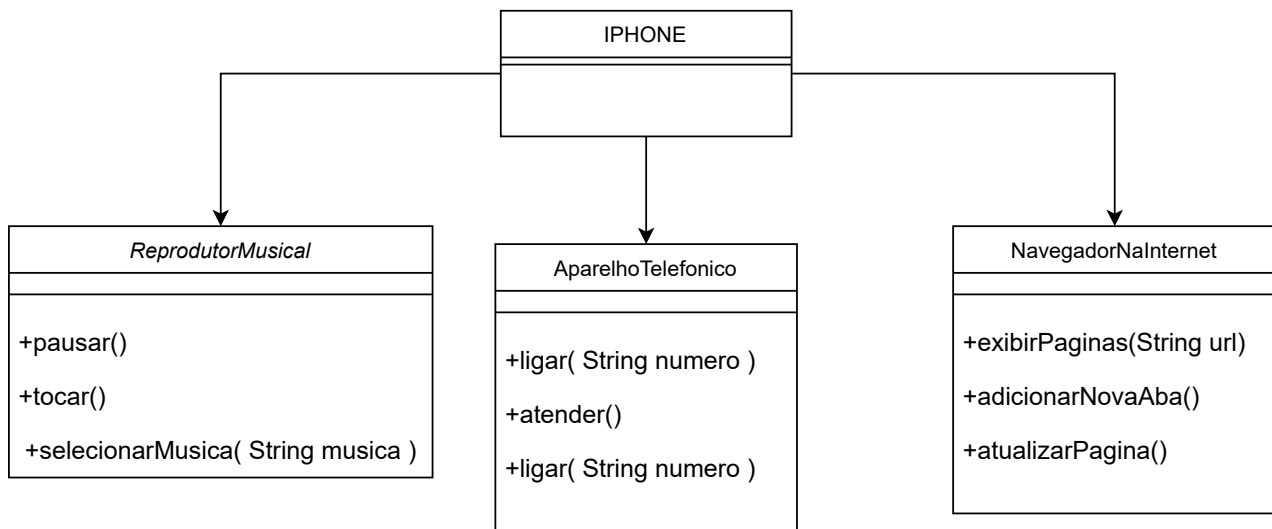 IPHONE
ReprodutorMusical
+pausar()
+tocar()
+selecionarMusica( String musica )
AparelhoTelefonico
+ligar( String numero )
+atender()
+ligar( String numero )
NavegadorNaInternet
+exibirPaginas(String url)
+adicionarNovaAba()
+atualizarPagina()